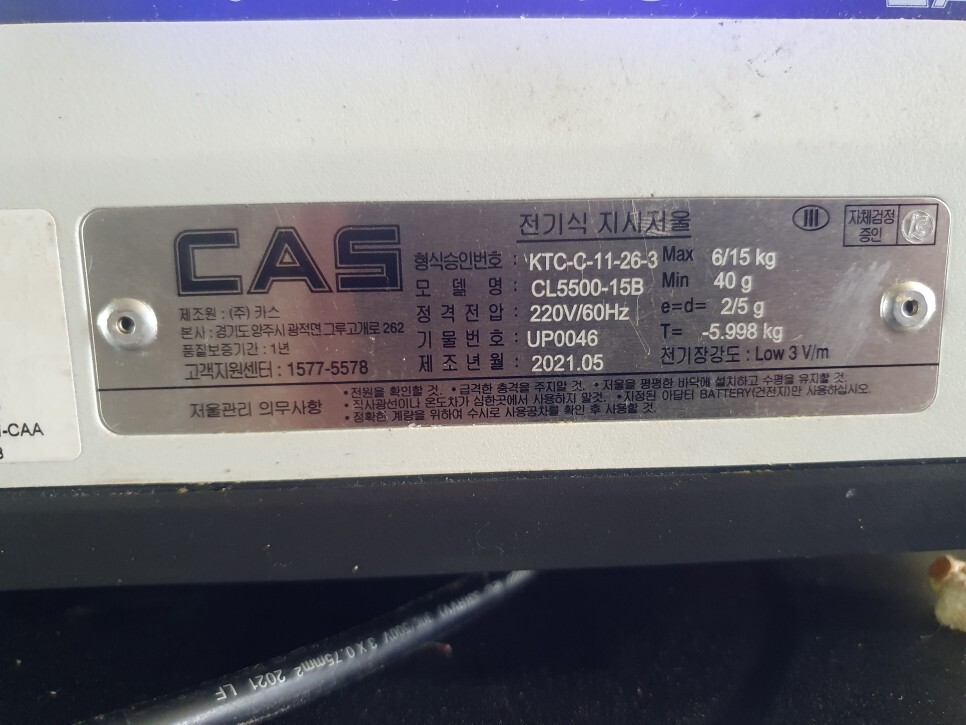 CAS
전기식 지시저울
III
자체검정
증인
형식승인번호 : KTC-C-11-26-3
모 델 명 : CL5500-15B
정 격 전 압 : 220V/60Hz
기 물 번 호 : UP0046
제 조 년 월 : 2021.05
Max 6/15 kg
Min 40 g
e=d= 2/5 g
T= -5.998 kg
전기장강도 : Low 3 V/m
제조원 : (주) 카스
본사 : 경기도 양주시 광적면 그루고개로 262
품질보증기간 : 1년
고객지원센터 : 1577-5578
저울관리 의무사항
•전원을 확인할 것. •급격한 충격을 주지말 것. •저울을 평평한 바닥에 설치하고 수평을 유지할 것.
•직사광선이나 온도차가 심한곳에서 사용하지 말것. •지정된 아답터 BATTERY(건전지)만 사용하십시오.
•정확한 계량을 위하여 수시로 사용공차를 확인 후 사용할 것.
-CAA
300/500V 3 X 0.75mm² 2021 LF